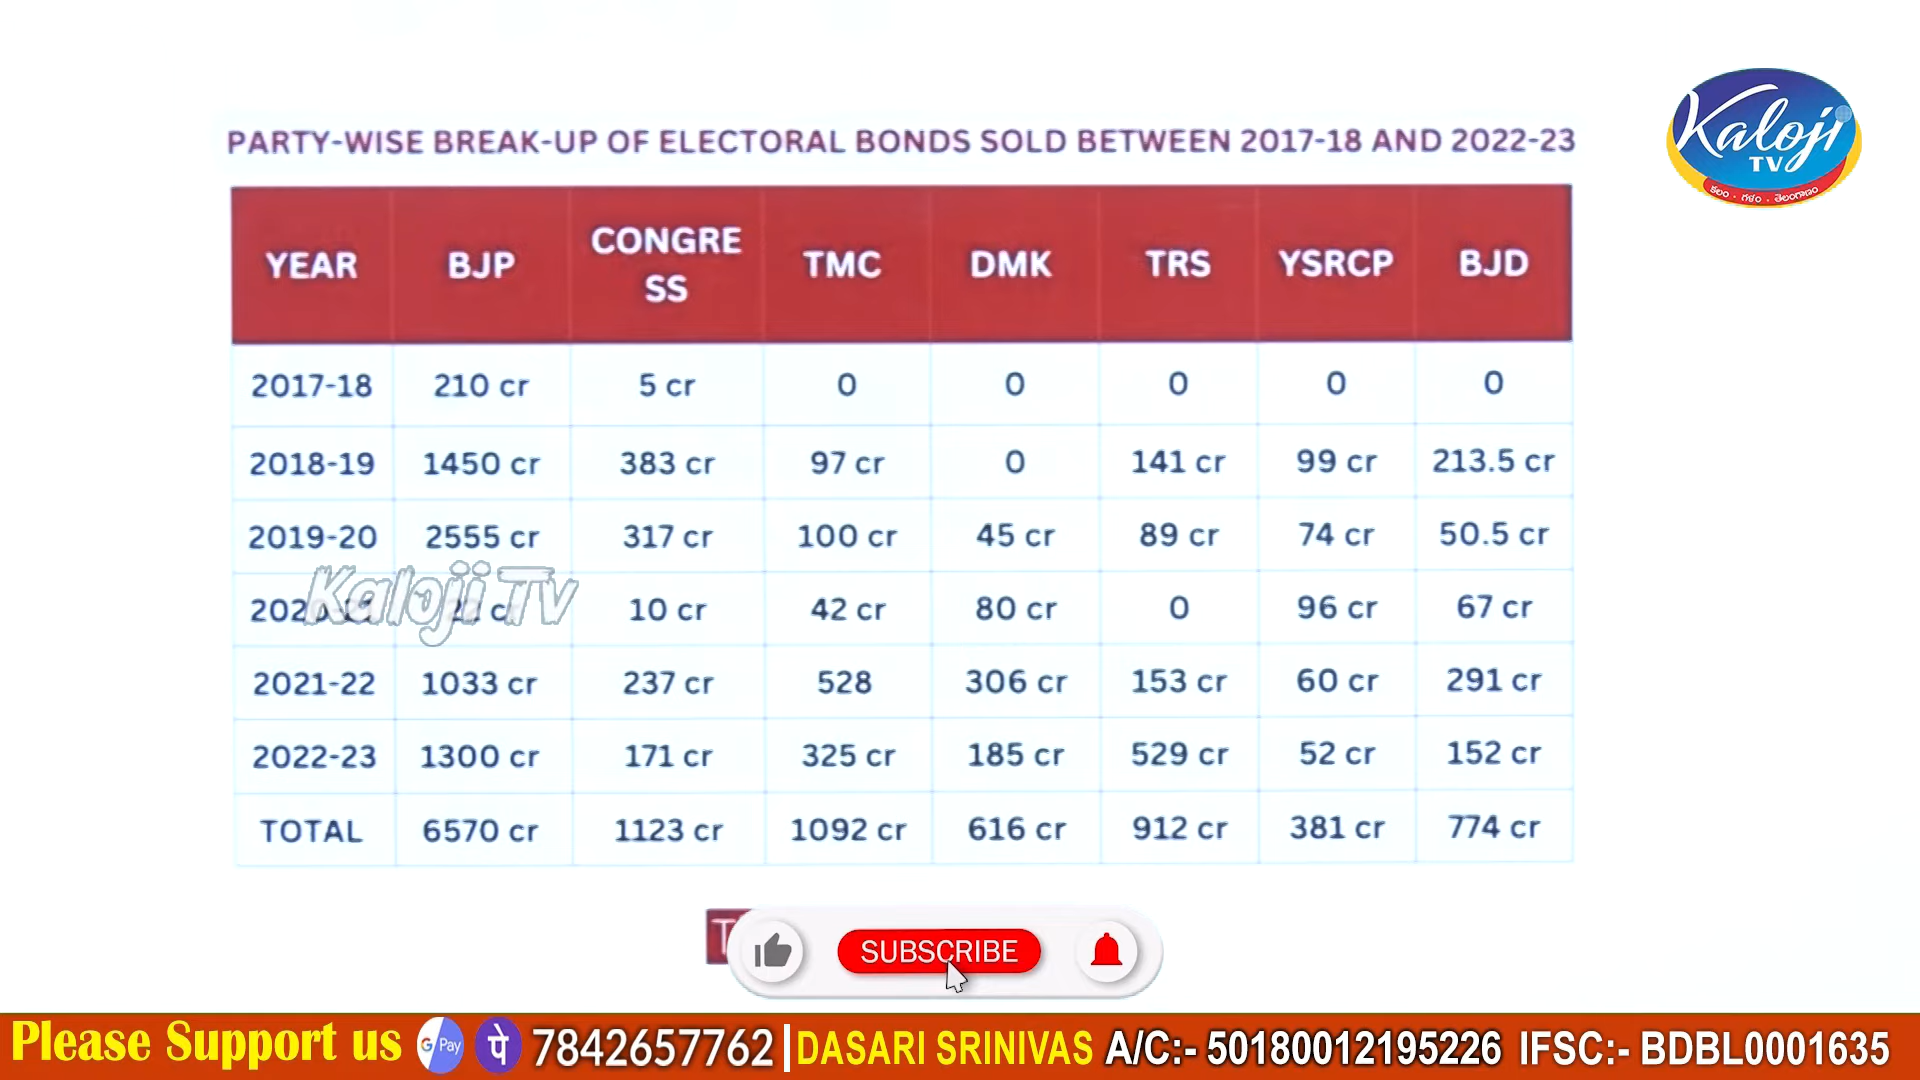 PARTY-WISE BREAK-UP OF ELECTORAL BONDS SOLD BETWEEN 2017-18 AND 2022-23
Kaloji
TV
కలం · గళం · తెలంగాణం
YEAR BJP CONGRE SS TMC DMK TRS YSRCP BJD
2017-18 210 cr 5 cr 0 0 0 0 0
2018-19 1450 cr 383 cr 97 cr 0 141 cr 99 cr 213.5 cr
2019-20 2555 cr 317 cr 100 cr 45 cr 89 cr 74 cr 50.5 cr
Kaloji Tv
2020-21 22 cr 10 cr 42 cr 80 cr 0 96 cr 67 cr
2021-22 1033 cr 237 cr 528 306 cr 153 cr 60 cr 291 cr
2022-23 1300 cr 171 cr 325 cr 185 cr 529 cr 52 cr 152 cr
TOTAL 6570 cr 1123 cr 1092 cr 616 cr 912 cr 381 cr 774 cr
SUBSCRIBE
Please Support us G Pay पे 7842657762 | DASARI SRINIVAS A/C:- 50180012195226 IFSC:- BDBL0001635